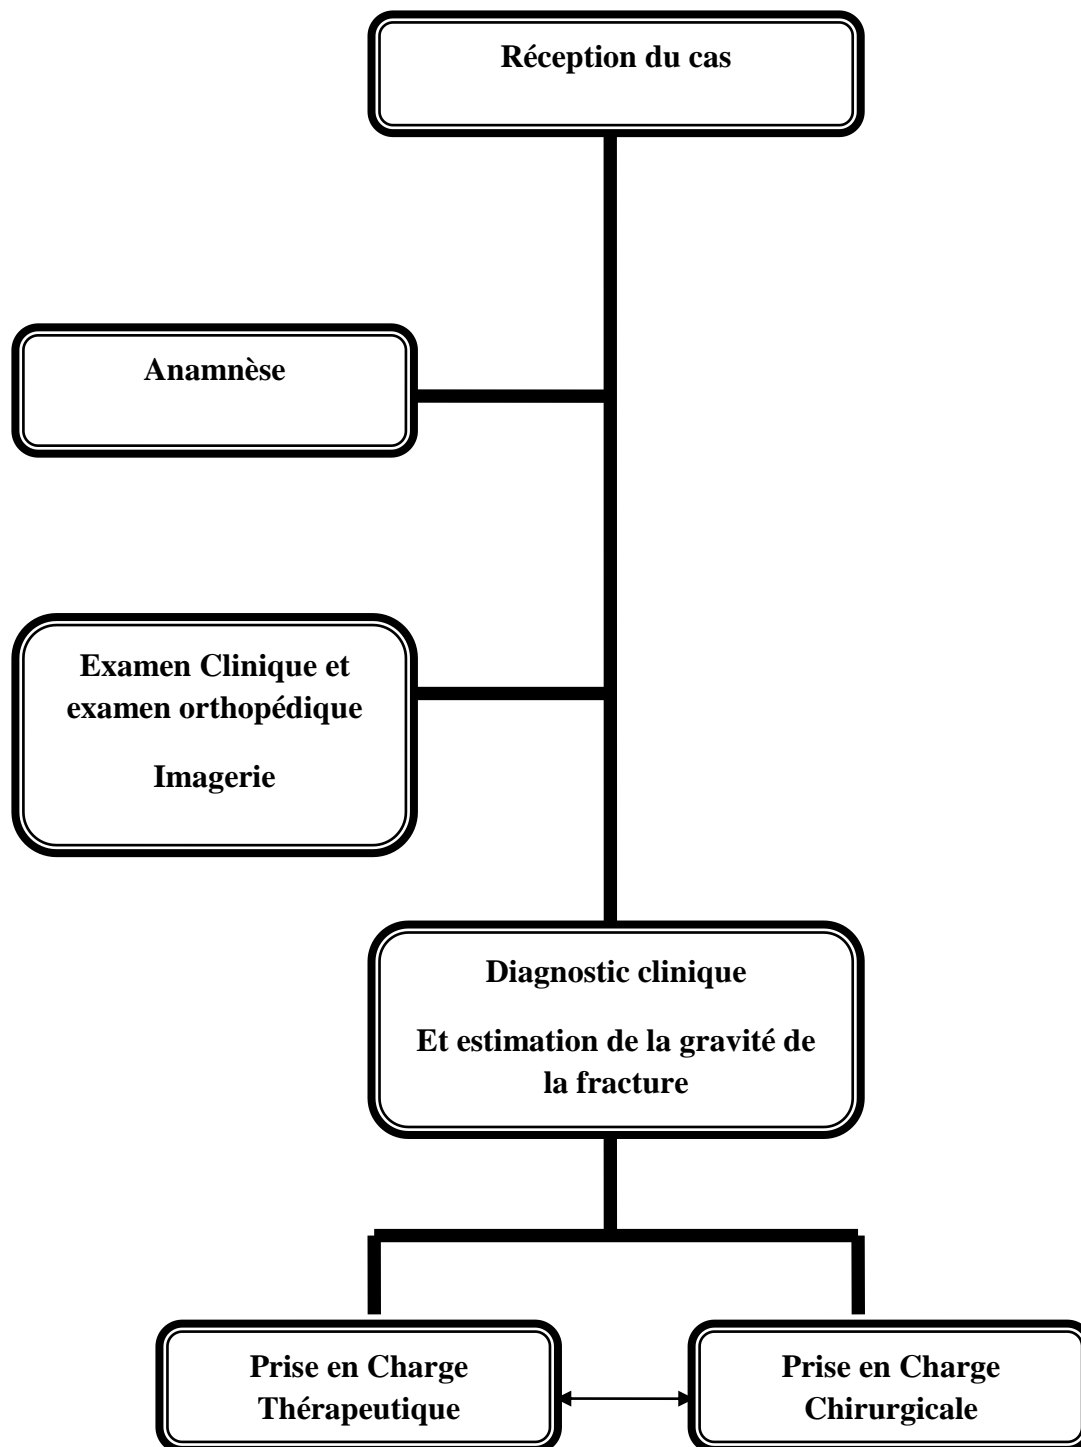 Réception du cas
Anamnèse
Examen Clinique et
examen orthopédique
Imagerie
Diagnostic clinique
Et estimation de la gravité de
la fracture
Prise en Charge
Thérapeutique
Prise en Charge
Chirurgicale